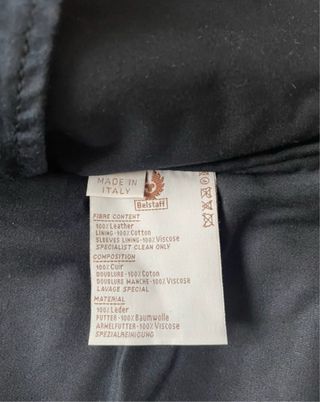 MADE IN
ITALY
Belstaff
FIBRE CONTENT
100% Leather
LINING-100% Cotton
SLEEVES LINING-100% Viscose
SPECIALIST CLEAN ONLY
COMPOSITION
100% Cuir
DOUBLURE-100% Coton
DOUBLURE MANCHE-100% Viscose
LAVAGE SPECIAL
MATERIAL
100% Leder
FUTTER-100% Baumwolle
ARMELFUTTER-100% Viscose
SPEZIALREINIGUNG